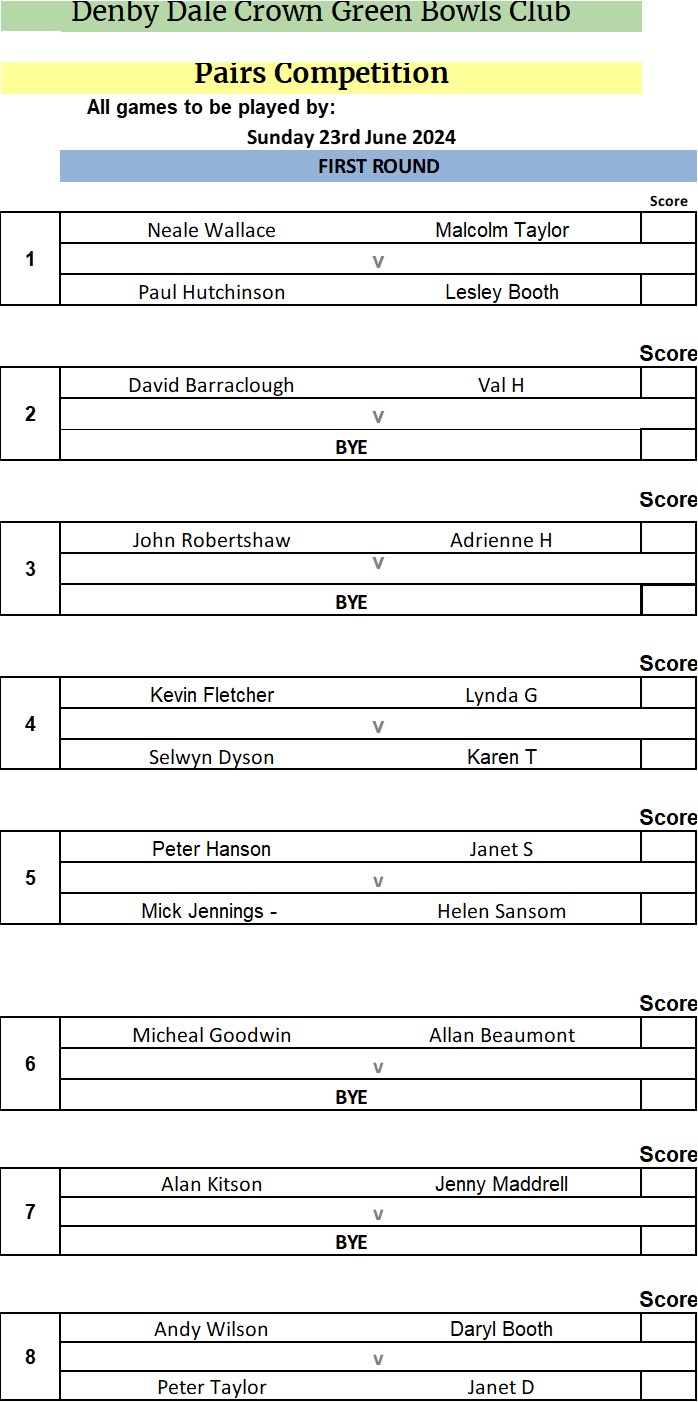 Denby Dale Crown Green Bowls Club
Pairs Competition
All games to be played by:
Sunday 23rd June 2024
FIRST ROUND
Score
Neale Wallace Malcolm Taylor
1
v
Paul Hutchinson Lesley Booth
Score
David Barraclough Val H
2
v
BYE
Score
John Robertshaw Adrienne H
v
3
BYE
Score
Kevin Fletcher Lynda G
4
v
Selwyn Dyson Karen T
Score
Peter Hanson Janet S
5
v
Mick Jennings - Helen Sansom
Score
Micheal Goodwin Allan Beaumont
6
v
BYE
Score
Alan Kitson Jenny Maddrell
7
v
BYE
Score
Andy Wilson Daryl Booth
8
v
Peter Taylor Janet D